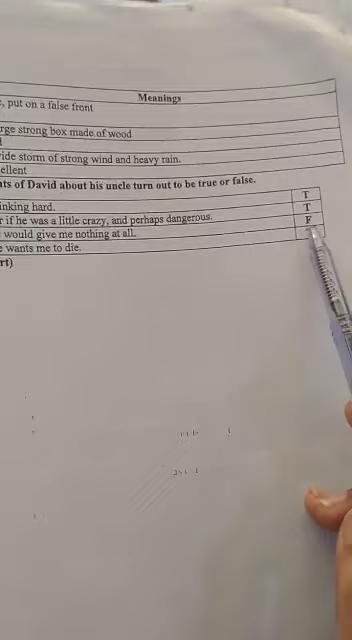 Meanings
, put on a false front
rge strong box made of wood
ide storm of strong wind and heavy rain.
ellent
nts of David about his uncle turn out to be true or false.
inking hard. T
r if he was a little crazy, and perhaps dangerous. T
would give me nothing at all. F
e wants me to die.
rt)